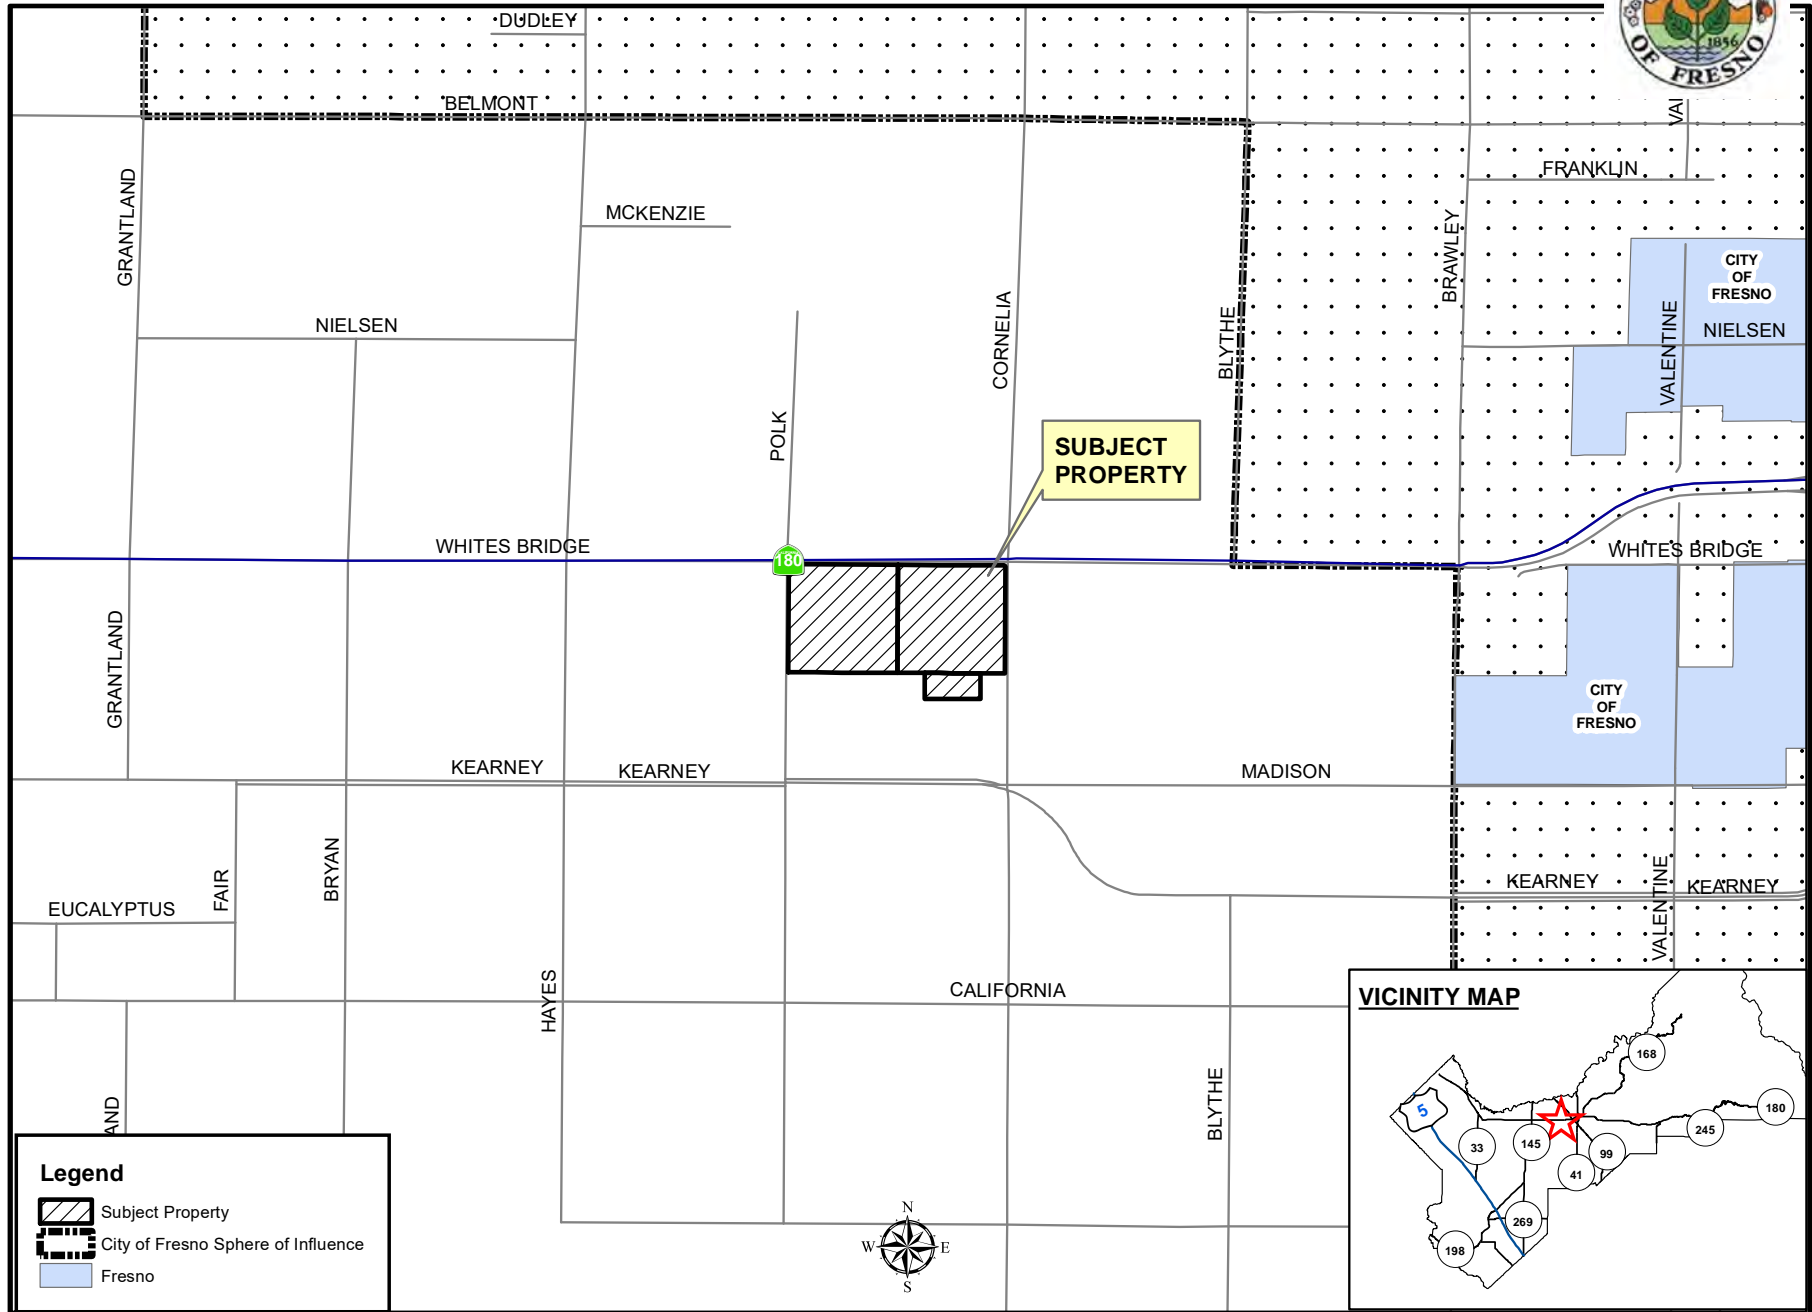 DUDLEY
1856
OF FRESNO
BELMONT
FRANKLIN
GRANTLAND
MCKENZIE
BRAWLEY
CITY
OF
FRESNO
NIELSEN
CORNELIA
BLYTHE
VALENTINE
NIELSEN
POLK
SUBJECT
PROPERTY
WHITES BRIDGE
180
WHITES BRIDGE
GRANTLAND
CITY
OF
FRESNO
KEARNEY
KEARNEY
MADISON
FAIR
BRYAN
EUCALYPTUS
KEARNEY
KEARNEY
VALENTINE
HAYES
CALIFORNIA
BLYTHE
AND
VICINITY MAP
168
5
180
245
33
145
99
41
269
198
Legend
Subject Property
City of Fresno Sphere of Influence
Fresno
N
W
E
S